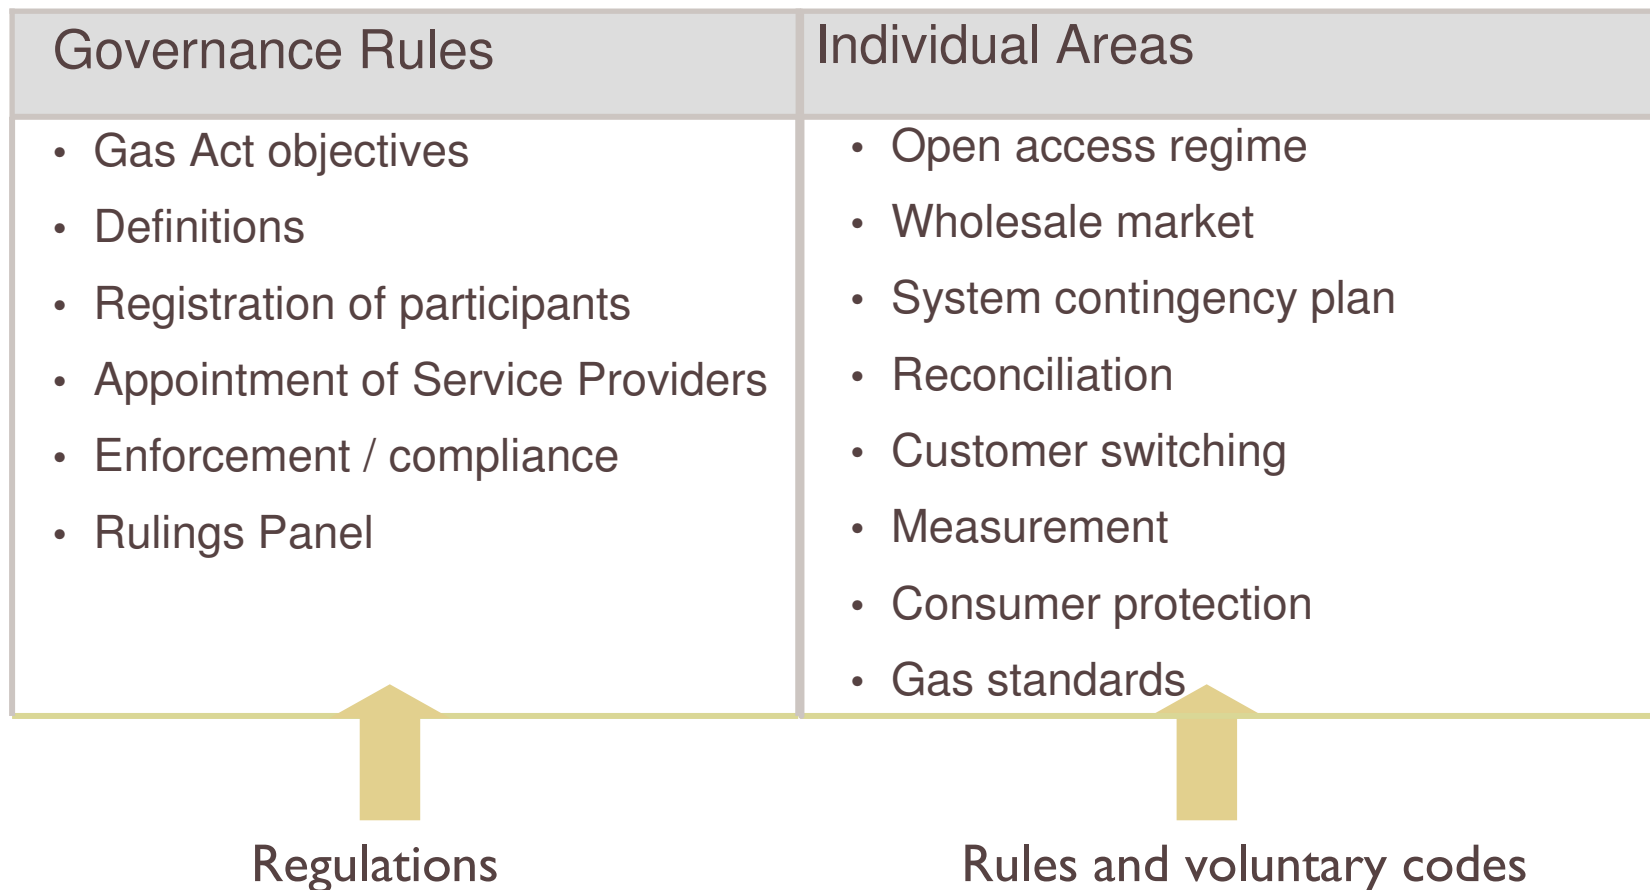 Governance Rules
• Gas Act objectives
• Definitions
• Registration of participants
• Appointment of Service Providers
• Enforcement / compliance
• Rulings Panel
Individual Areas
• Open access regime
• Wholesale market
• System contingency plan
• Reconciliation
• Customer switching
• Measurement
• Consumer protection
• Gas standards
Regulations
Rules and voluntary codes